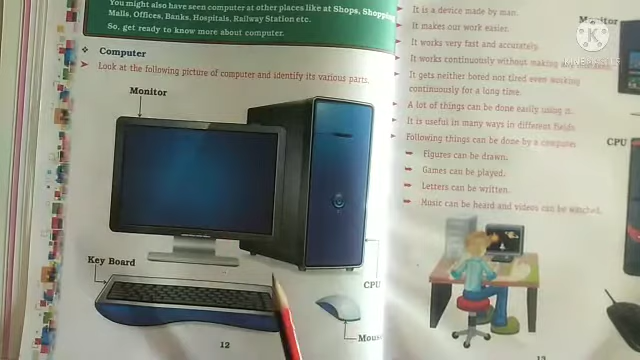 You might also have seen computer at other places like at Shops, Shopping
Malls, Offices, Banks, Hospitals, Railway Station etc.
So, get ready to know more about computer.
❖ Computer
➤ Look at the following picture of computer and identify its various parts.
Monitor
CPU
Key Board
Mouse
12
It is a device made by man.
It makes our work easier.
It works very fast and accurately.
It works continuously without making
It gets neither bored nor tired even working
continuously for a long time.
A lot of things can be done easily using it.
It is useful in many ways in different fields.
Following things can be done by a computer
Figures can be drawn.
Games can be played.
Letters can be written.
Music can be heard and videos can be watched.
13
Monitor
CPU
KINEMASTER